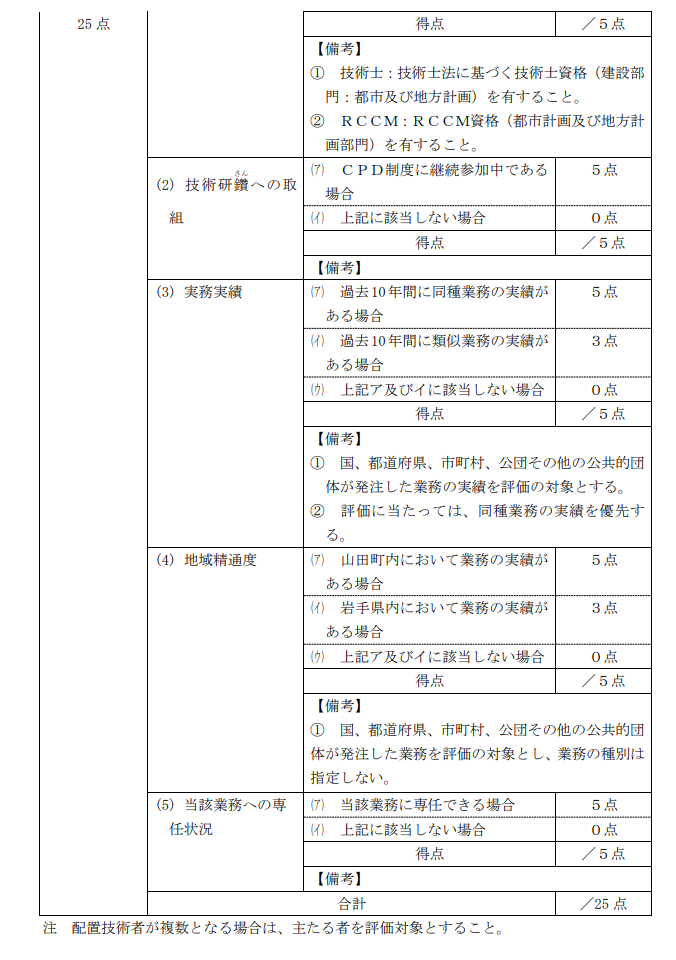 25 点
得点 ／５点
【備考】
① 技術士：技術士法に基づく技術士資格（建設部
門：都市及び地方計画）を有すること。
② ＲＣＣＭ：ＲＣＣＭ資格（都市計画及び地方計
画部門）を有すること。
(2) 技術研鑽さんへの取
組
㋐ ＣＰＤ制度に継続参加中である
場合
５点
㋑ 上記に該当しない場合 ０点
得点 ／５点
【備考】
(3) 実務実績
㋐ 過去10年間に同種業務の実績が
ある場合
５点
㋑ 過去10年間に類似業務の実績が
ある場合
３点
㋒ 上記ア及びイに該当しない場合 ０点
得点 ／５点
【備考】
① 国、都道府県、市町村、公団その他の公共的団
体が発注した業務の実績を評価の対象とする。
② 評価に当たっては、同種業務の実績を優先す
る。
(4) 地域精通度
㋐ 山田町内において業務の実績が
ある場合
５点
㋑ 岩手県内において業務の実績が
ある場合
３点
㋒ 上記ア及びイに該当しない場合 ０点
得点 ／５点
【備考】
① 国、都道府県、市町村、公団その他の公共的団
体が発注した業務を評価の対象とし、業務の種別は
指定しない。
(5) 当該業務への専
任状況
㋐ 当該業務に専任できる場合 ５点
㋑ 上記に該当しない場合 ０点
得点 ／５点
【備考】
合計 ／25 点
注 配置技術者が複数となる場合は、主たる者を評価対象とすること。